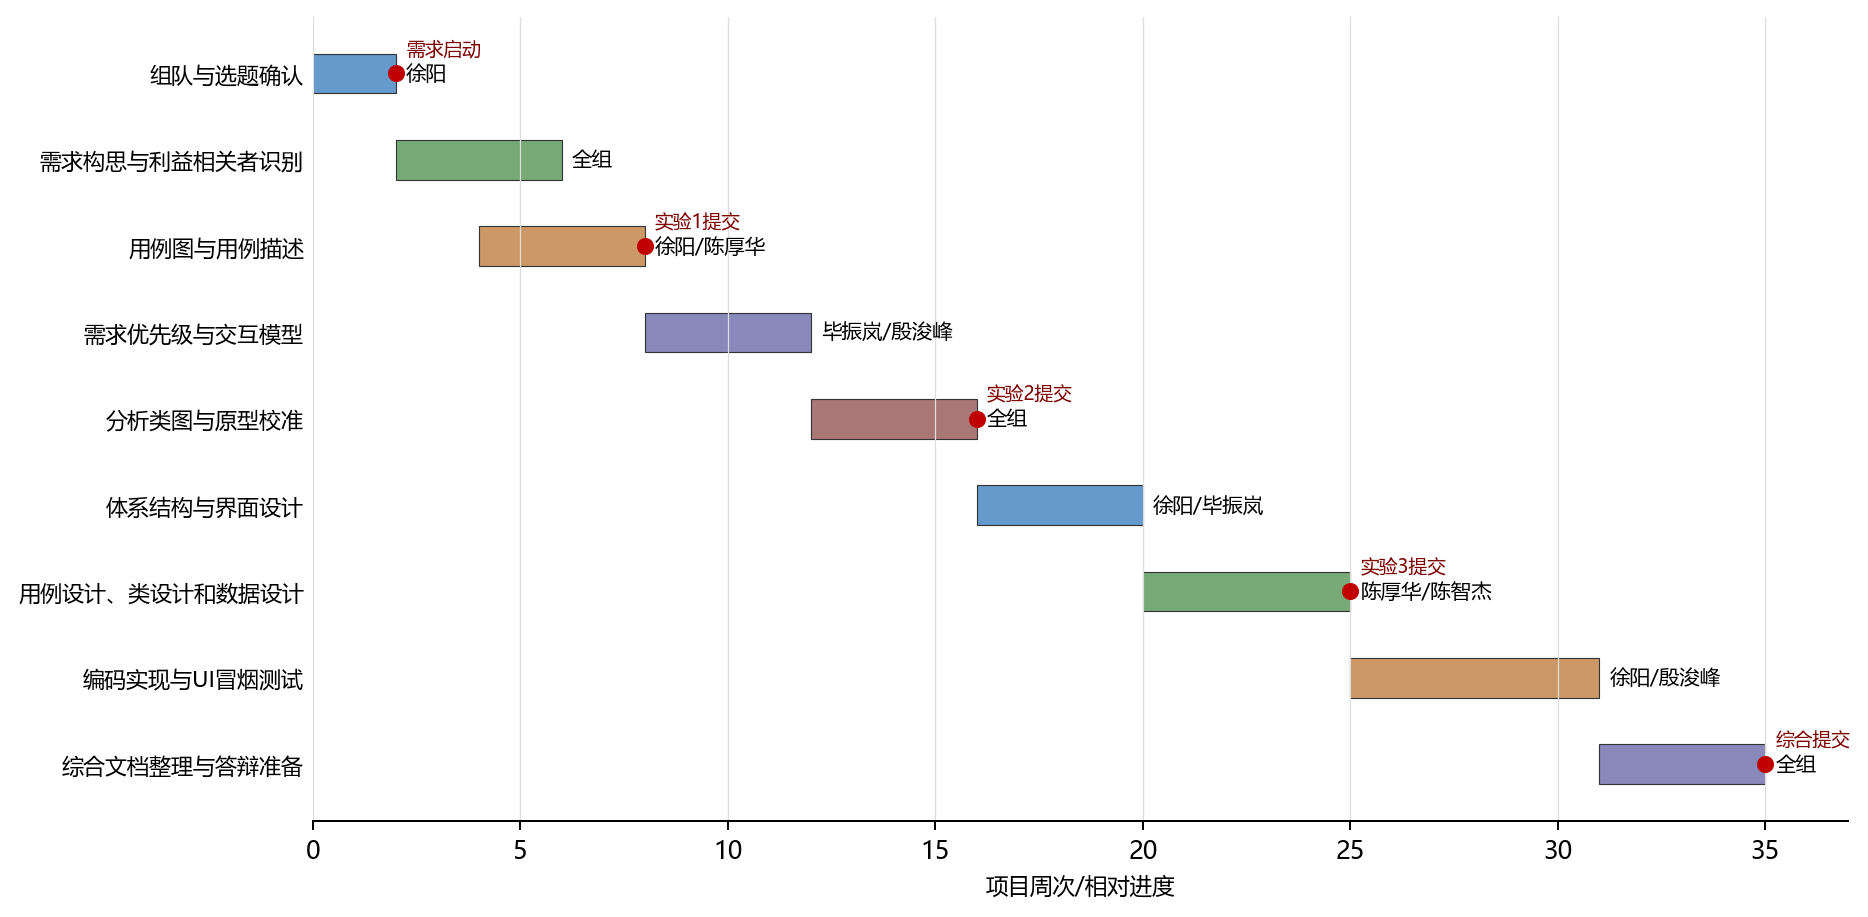 需求启动
组队与选题确认
徐阳
需求构思与利益相关者识别
全组
实验1提交
用例图与用例描述
徐阳/陈厚华
需求优先级与交互模型
毕振岚/殷浚峰
实验2提交
分析类图与原型校准
全组
体系结构与界面设计
徐阳/毕振岚
实验3提交
用例设计、类设计和数据设计
陈厚华/陈智杰
编码实现与UI冒烟测试
徐阳/殷浚峰
综合提交
综合文档整理与答辩准备
全组
0 5 10 15 20 25 30 35
项目周次/相对进度